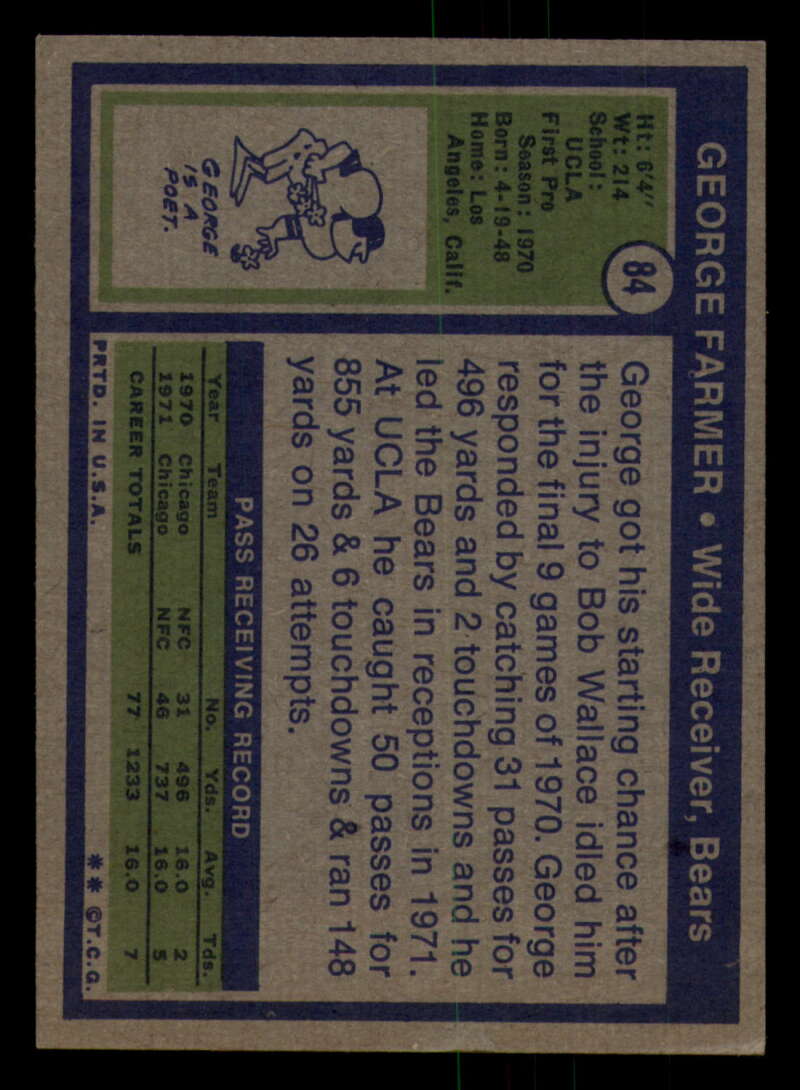 GEORGE FARMER • Wide Receiver, Bears
84
Ht: 6'4"
Wt: 214
School:
UCLA
First Pro
Season: 1970
Born: 4-19-48
Home: Los
Angeles, Calif.
GEORGE
IS A
POET.
George got his starting chance after
the injury to Bob Wallace idled him
for the final 9 games of 1970. George
responded by catching 31 passes for
496 yards and 2 touchdowns and he
led the Bears in receptions in 1971.
At UCLA he caught 50 passes for
855 yards & 6 touchdowns & ran 148
yards on 26 attempts.
PASS RECEIVING RECORD
Year Team No. Yds. Avg. Tds.
1970 Chicago NFC 31 496 16.0 2
1971 Chicago NFC 46 737 16.0 5
CAREER TOTALS 77 1233 16.0 7
PRTD. IN U.S.A. ** ©T.C.G.